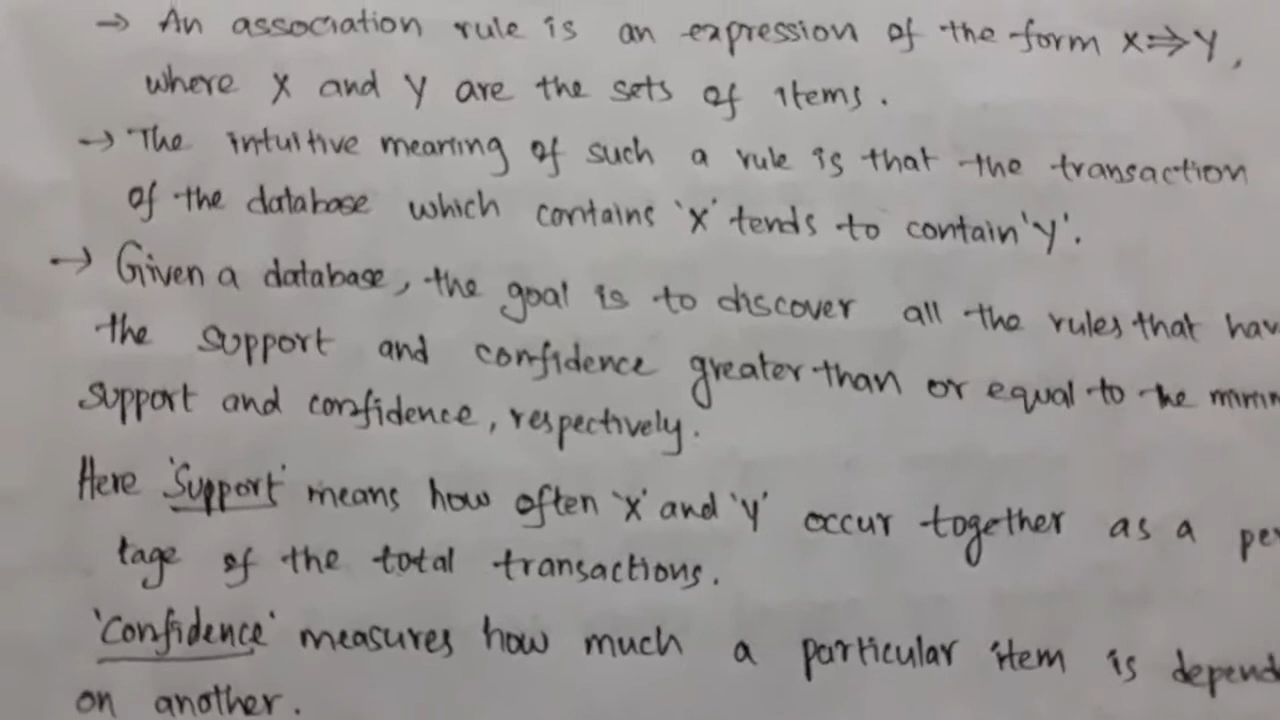 → An association rule is an expression of the form X⇒Y,
where X and Y are the sets of items.
→ The intuitive meaning of such a rule is that the transaction
of the database which contains 'X' tends to contain 'Y'.
→ Given a database, the goal is to discover all the rules that hav
the support and confidence greater than or equal to the minim
support and confidence, respectively.
Here 'Support' means how often 'X' and 'Y' occur together as a per
tage of the total transactions.
'Confidence' measures how much a particular item is depend
on another.